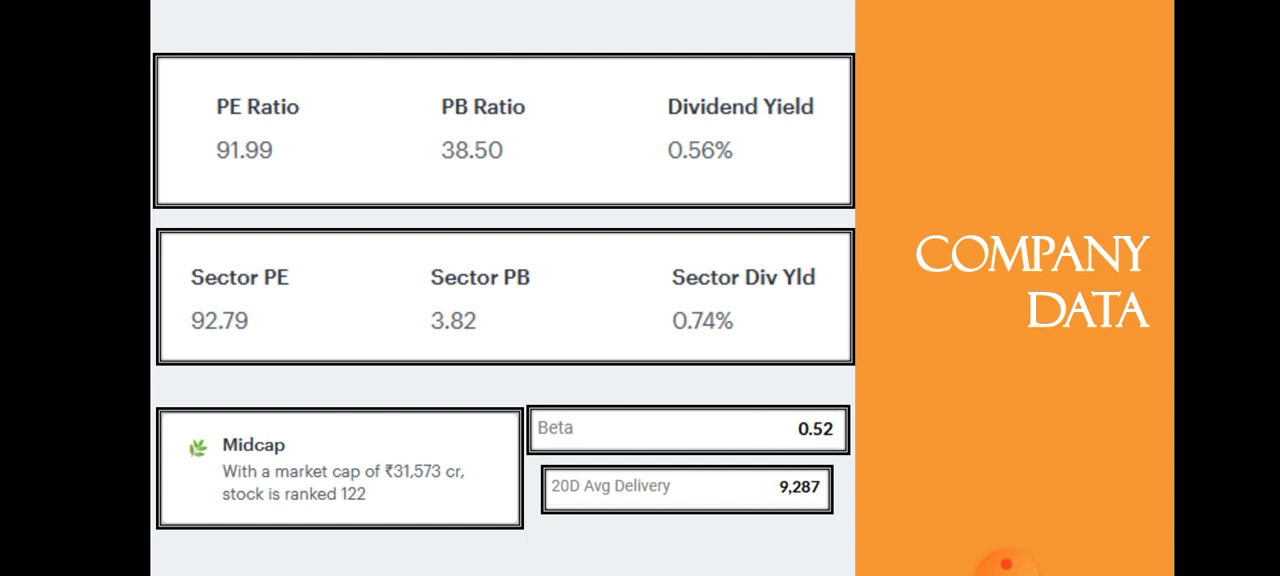 PE Ratio PB Ratio Dividend Yield
91.99 38.50 0.56%
Sector PE Sector PB Sector Div Yld
92.79 3.82 0.74%
COMPANY
DATA
Midcap
With a market cap of ₹31,573 cr,
stock is ranked 122
Beta 0.52
20D Avg Delivery 9,287